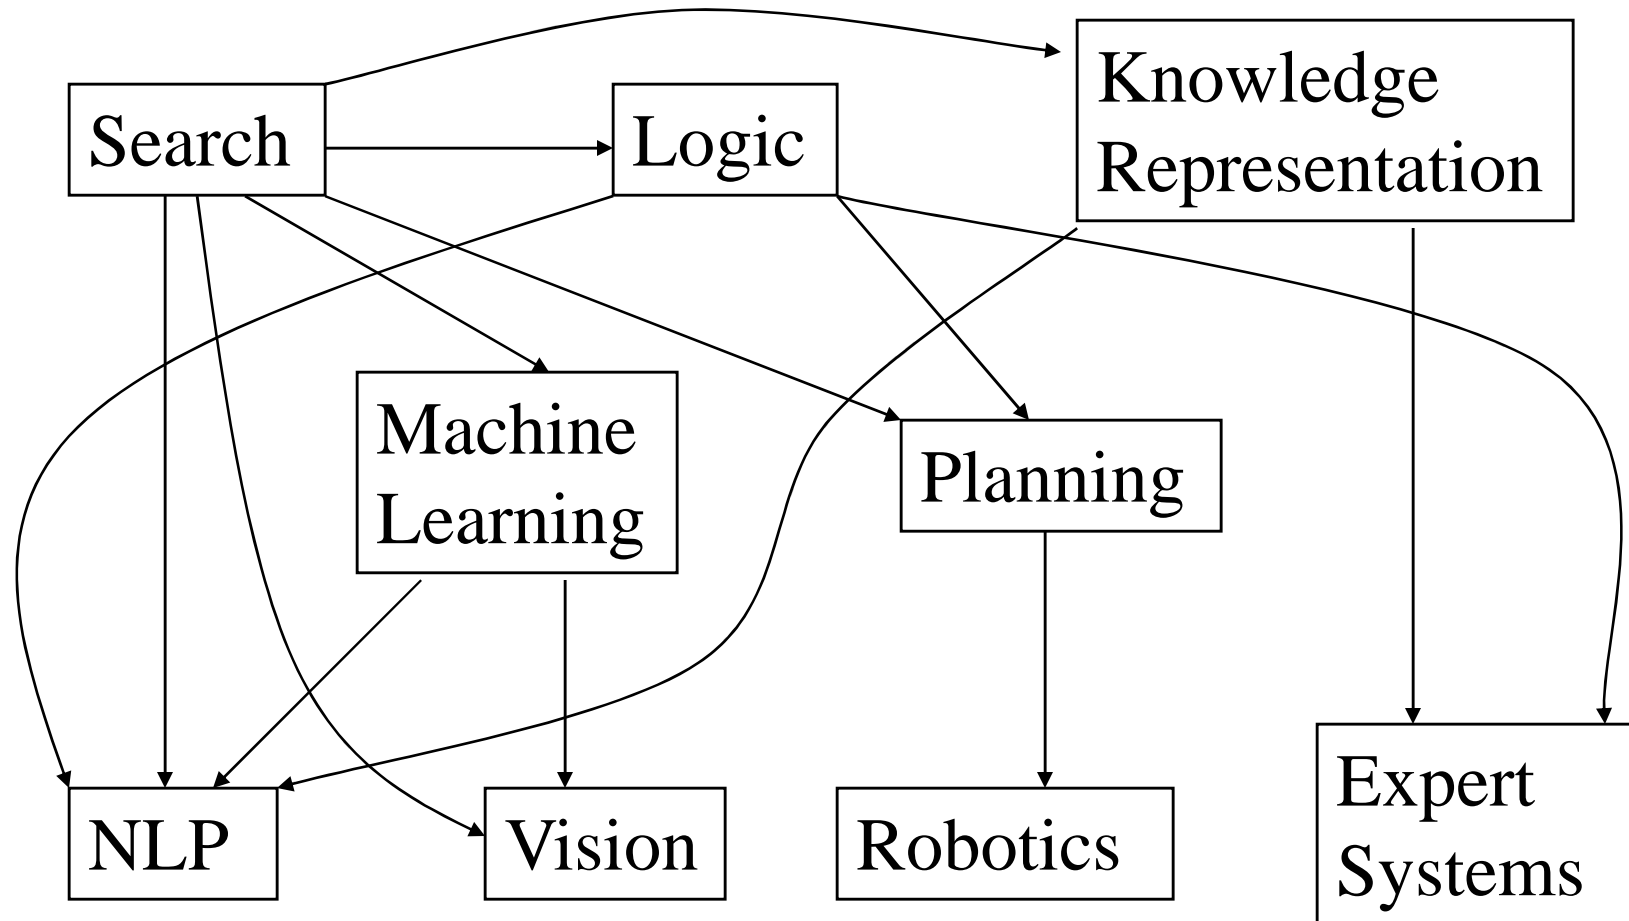 Search
Logic
Knowledge
Representation
Machine
Learning
Planning
NLP
Vision
Robotics
Expert
Systems